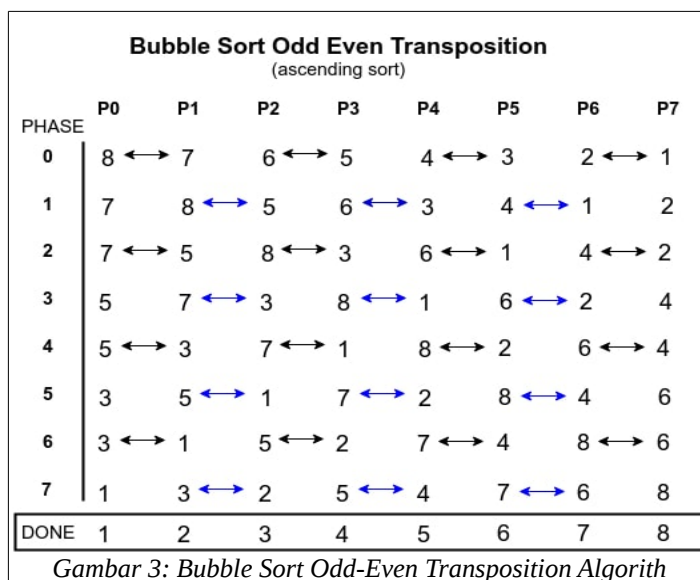 Bubble Sort Odd Even Transposition
(ascending sort)
P0 P1 P2 P3 P4 P5 P6 P7
PHASE
0 8 7 6 5 4 3 2 1
1 7 8 5 6 3 4 1 2
2 7 5 8 3 6 1 4 2
3 5 7 3 8 1 6 2 4
4 5 3 7 1 8 2 6 4
5 3 5 1 7 2 8 4 6
6 3 1 5 2 7 4 8 6
7 1 3 2 5 4 7 6 8
DONE 1 2 3 4 5 6 7 8
Gambar 3: Bubble Sort Odd-Even Transposition Algorith